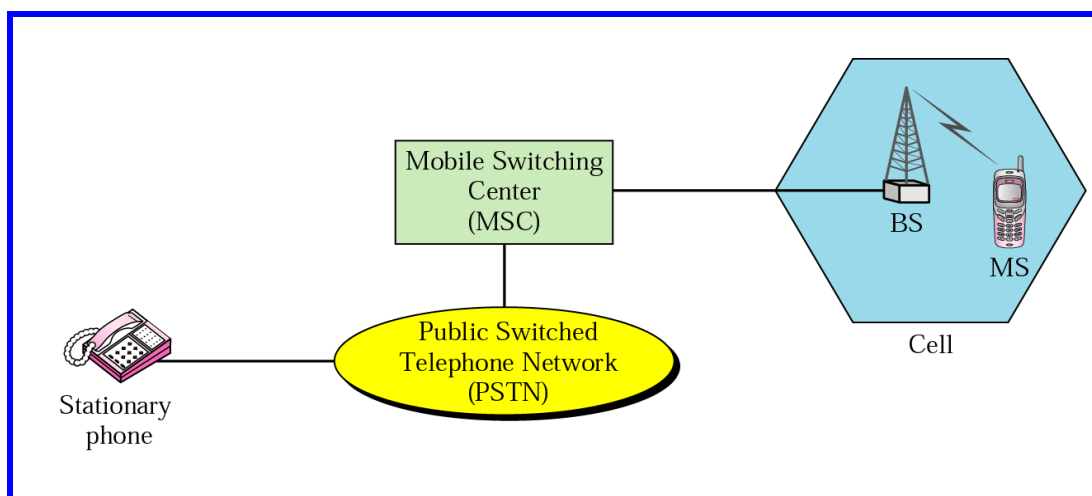 Mobile Switching
Center
(MSC)
BS
MS
Cell
Public Switched
Telephone Network
(PSTN)
Stationary
phone